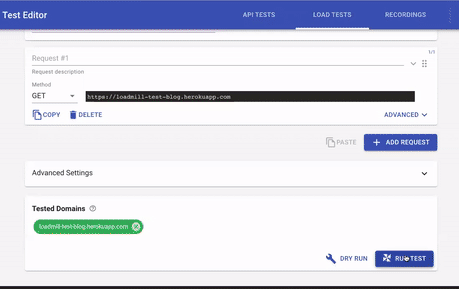 Test Editor
API TESTS
LOAD TESTS
RECORDINGS
1/1
Request #1
Request description
Method
GET
https://loadmill-test-blog.herokuapp.com
COPY
DELETE
ADVANCED
PASTE
ADD REQUEST
Advanced Settings
Tested Domains
loadmill-test-blog.herokuapp.com
DRY RUN
RUN TEST